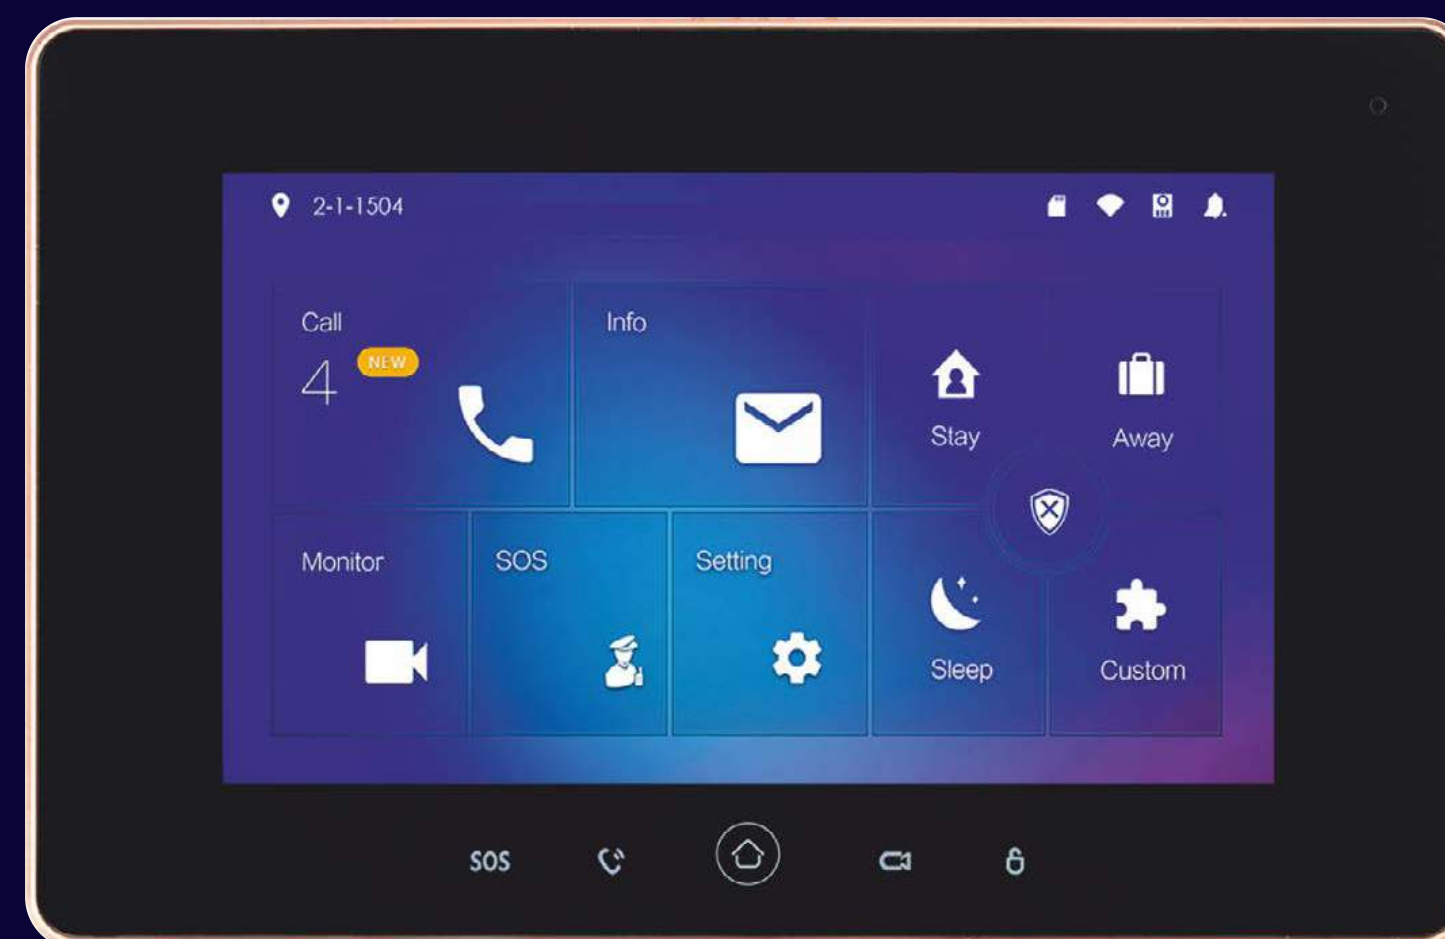 2-1-1504
Call
4 NEW
Info
Stay
Away
Monitor
SOS
Setting
Sleep
Custom
SOS